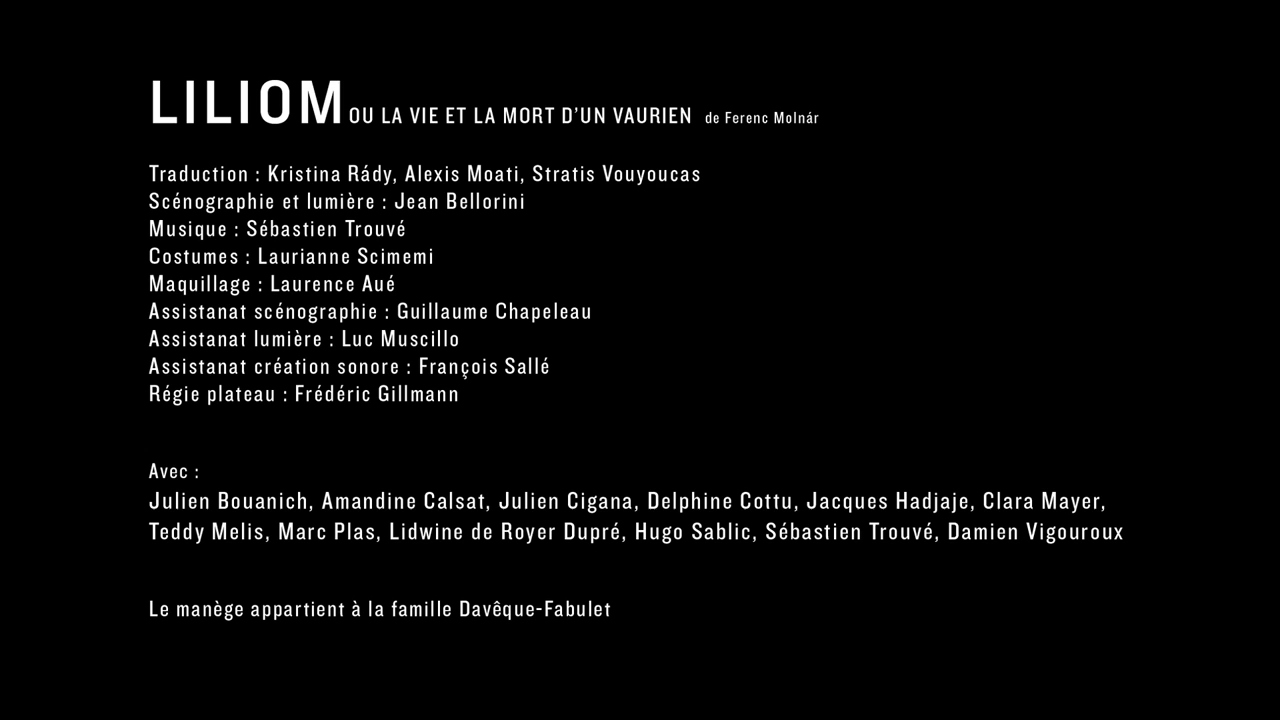 LILIOM OU LA VIE ET LA MORT D'UN VAURIEN de Ferenc Molnár
Traduction : Kristina Rády, Alexis Moati, Stratis Vouyoucas
Scénographie et lumière : Jean Bellorini
Musique : Sébastien Trouvé
Costumes : Laurianne Scimemi
Maquillage : Laurence Aué
Assistanat scénographie : Guillaume Chapeleau
Assistanat lumière : Luc Muscillo
Assistanat création sonore : François Sallé
Régie plateau : Frédéric Gillmann
Avec :
Julien Bouanich, Amandine Calsat, Julien Cigana, Delphine Cottu, Jacques Hadjaje, Clara Mayer,
Teddy Melis, Marc Plas, Lidwine de Royer Dupré, Hugo Sablic, Sébastien Trouvé, Damien Vigouroux
Le manège appartient à la famille Davêque-Fabulet